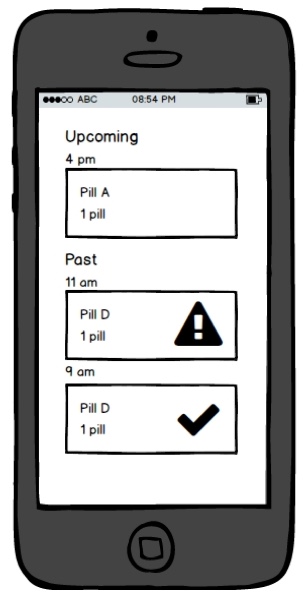 ABC 08:54 PM
Upcoming
4 pm
Pill A
1 pill
Past
11 am
Pill D
1 pill
9 am
Pill D
1 pill